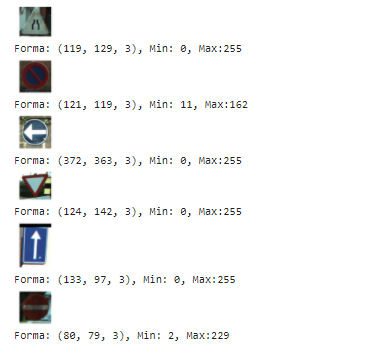 Forma: (119, 129, 3), Min: 0, Max:255
Forma: (121, 119, 3), Min: 11, Max:162
Forma: (372, 363, 3), Min: 0, Max:255
Forma: (124, 142, 3), Min: 0, Max:255
Forma: (133, 97, 3), Min: 0, Max:255
Forma: (80, 79, 3), Min: 2, Max:229